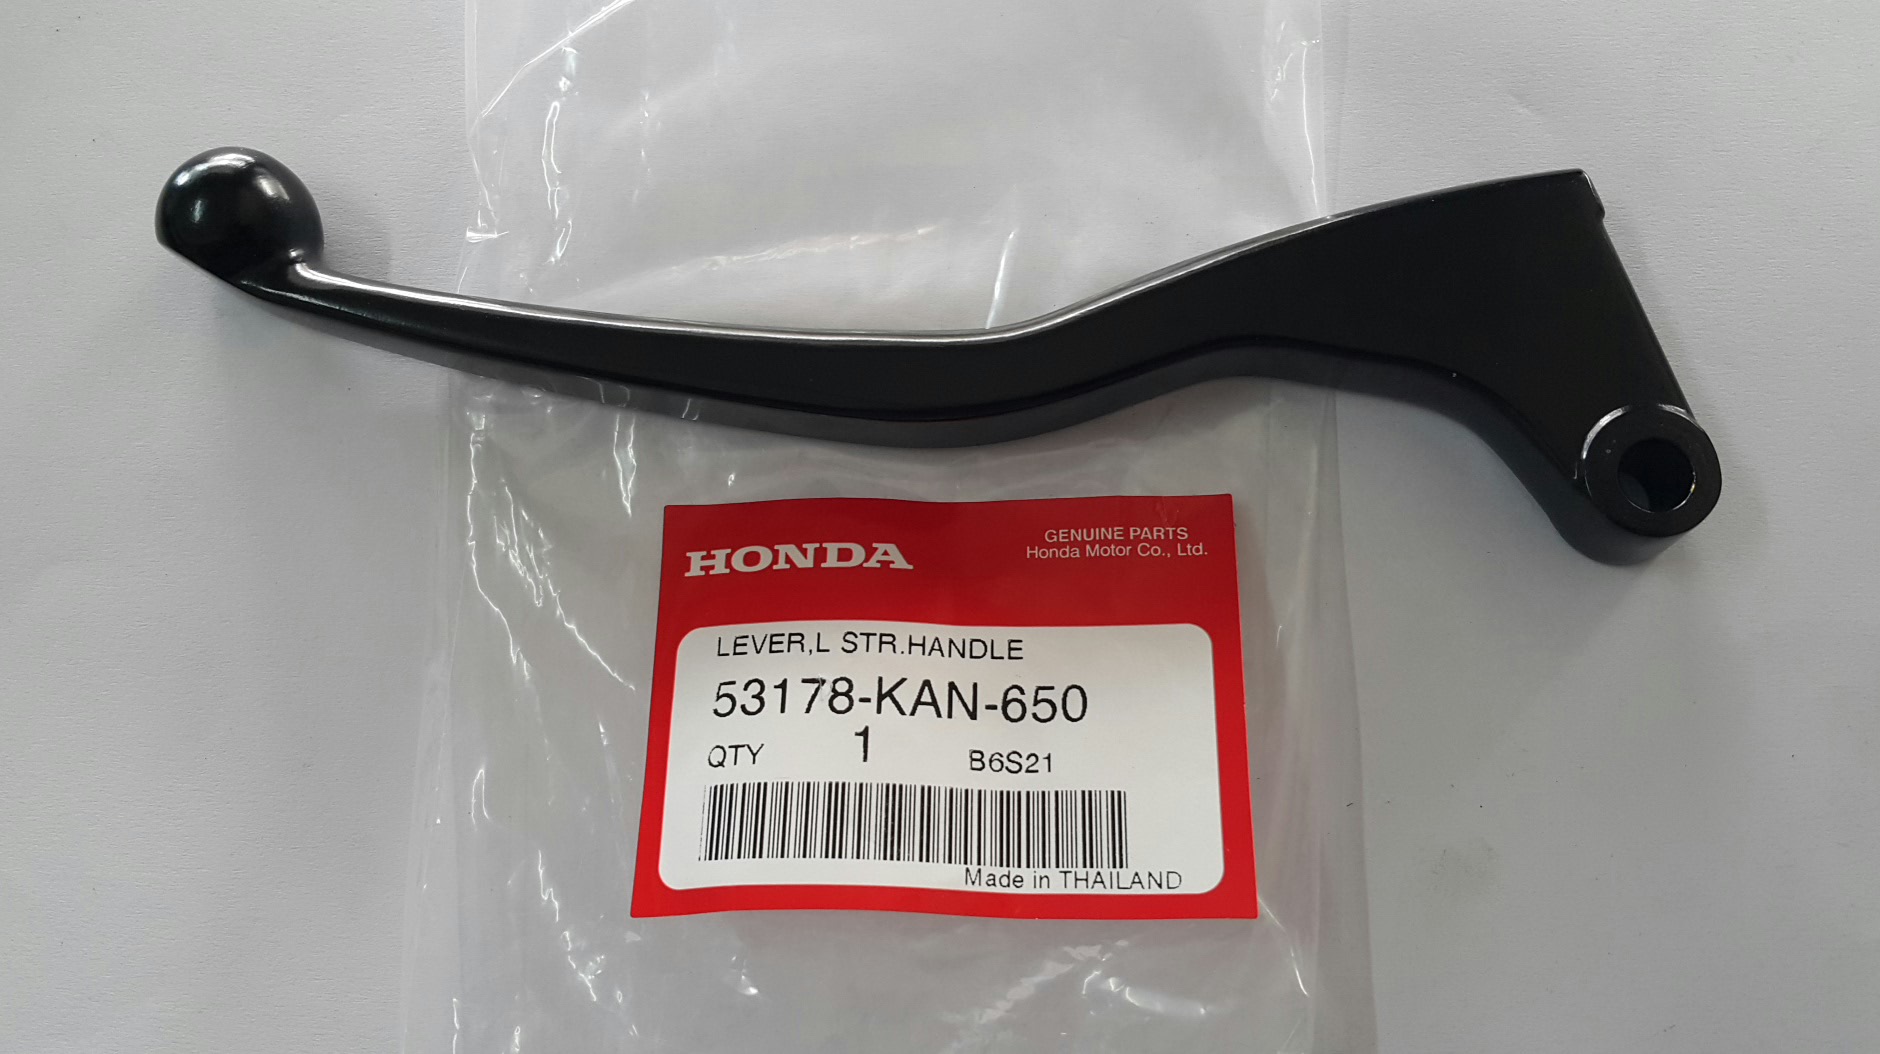 HONDA
GENUINE PARTS
Honda Motor Co., Ltd.
LEVER,L STR.HANDLE
53178-KAN-650
QTY 1 B6S21
Made in THAILAND